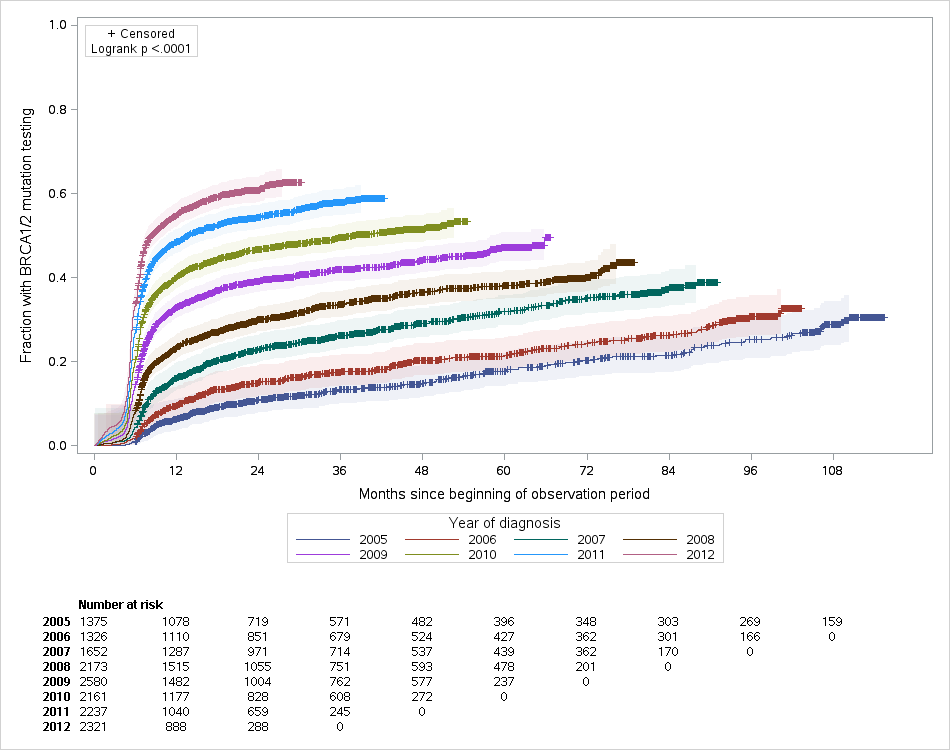 + Censored
Logrank p <.0001
1.0
0.8
0.6
0.4
0.2
0.0
Fraction with BRCA1/2 mutation testing
0 12 24 36 48 60 72 84 96 108
Months since beginning of observation period
Year of diagnosis
2005 2006 2007 2008
2009 2010 2011 2012
Number at risk
2005 1375 1078 719 571 482 396 348 303 269 159
2006 1326 1110 851 679 524 427 362 301 166 0
2007 1652 1287 971 714 537 439 362 170 0
2008 2173 1515 1055 751 593 478 201 0
2009 2580 1482 1004 762 577 237 0
2010 2161 1177 828 608 272 0
2011 2237 1040 659 245 0
2012 2321 888 288 0